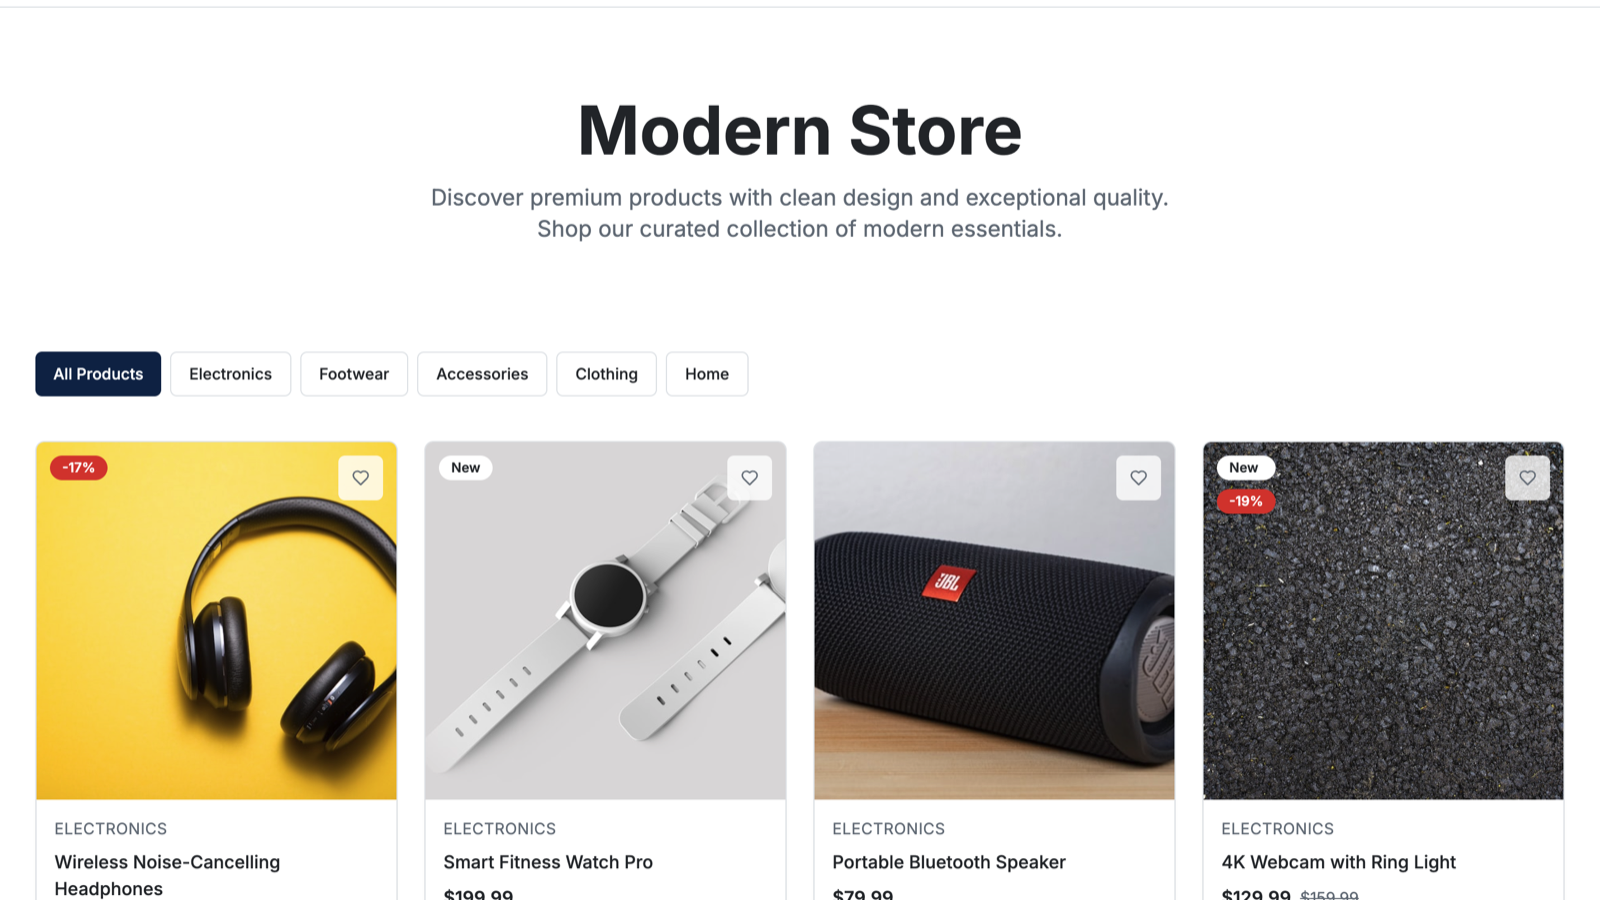 Modern Store
Discover premium products with clean design and exceptional quality.
Shop our curated collection of modern essentials.
All Products
Electronics
Footwear
Accessories
Clothing
Home
-17%
New
JBL
New
-19%
ELECTRONICS
Wireless Noise-Cancelling
Headphones
ELECTRONICS
Smart Fitness Watch Pro
$199.99
ELECTRONICS
Portable Bluetooth Speaker
$79.99
ELECTRONICS
4K Webcam with Ring Light
$129.99 $159.99